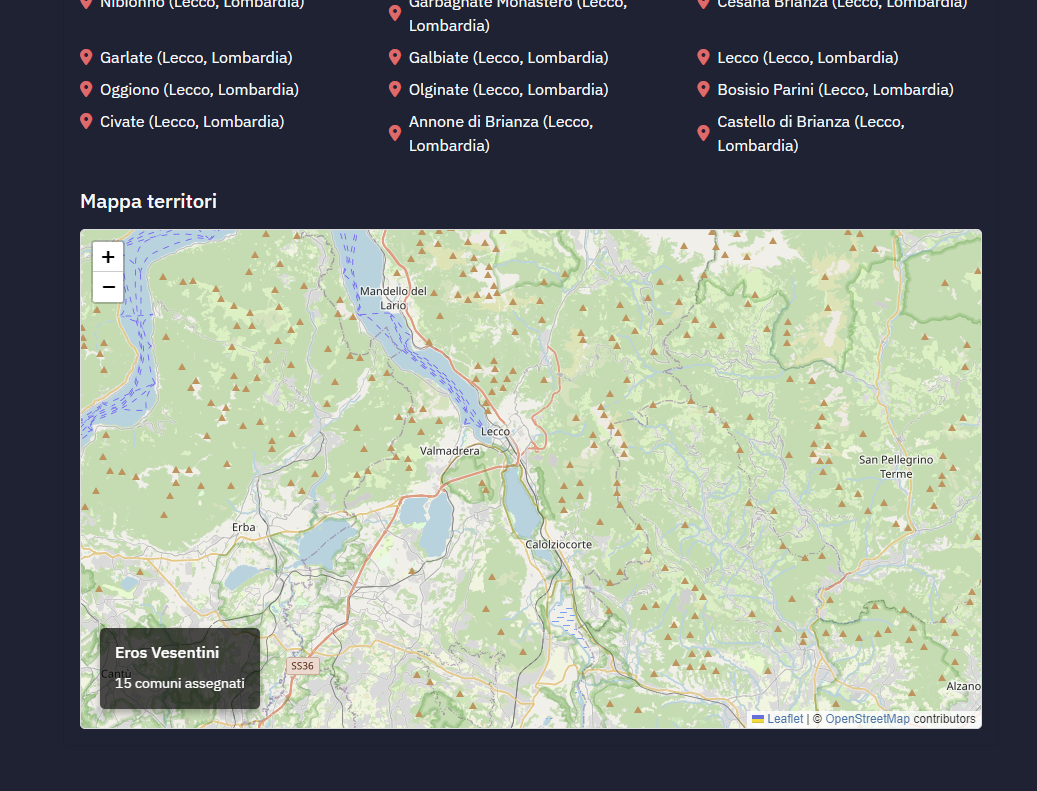 Nibionno (Lecco, Lombardia)
Garbagnate Monastero (Lecco,
Lombardia)
Cesana Brianza (Lecco, Lombardia)
Garlate (Lecco, Lombardia)
Galbiate (Lecco, Lombardia)
Lecco (Lecco, Lombardia)
Oggiono (Lecco, Lombardia)
Olginate (Lecco, Lombardia)
Bosisio Parini (Lecco, Lombardia)
Civate (Lecco, Lombardia)
Annone di Brianza (Lecco,
Lombardia)
Castello di Brianza (Lecco,
Lombardia)
Mappa territori
+
−
Mandello del
Lario
Lecco
Valmadrera
San Pellegrino
Terme
Erba
Calolziocorte
Eros Vesentini
Cantù
15 comuni assegnati
SS36
Alzano
Leaflet | © OpenStreetMap contributors